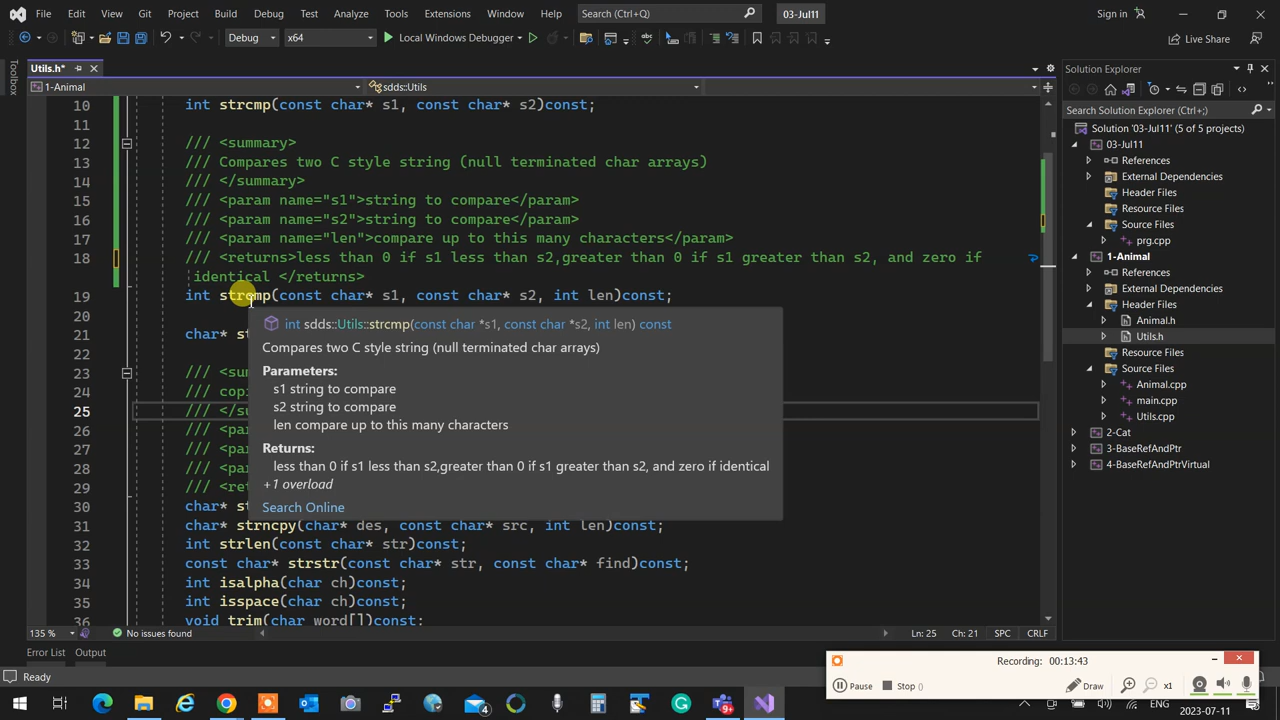 File Edit View Git Project Build Debug Test Analyze Tools Extensions Window Help Search (Ctrl+Q) 03-Jul11 Sign in
Debug x64 Local Windows Debugger Live Share
Toolbox
Utils.h* Solution Explorer
1-Animal sdds::Utils
Search Solution Explorer (Ctrl+;)
Solution '03-Jul11' (5 of 5 projects)
03-Jul11
References
External Dependencies
Header Files
Resource Files
Source Files
prg.cpp
1-Animal
References
External Dependencies
Header Files
Animal.h
Utils.h
Resource Files
Source Files
Animal.cpp
main.cpp
Utils.cpp
2-Cat
3-BaseRefAndPtr
4-BaseRefAndPtrVirtual
10 int strcmp(const char* s1, const char* s2)const;
11
12 /// <summary>
13 /// Compares two C style string (null terminated char arrays)
14 /// </summary>
15 /// <param name="s1">string to compare</param>
16 /// <param name="s2">string to compare</param>
17 /// <param name="len">compare up to this many characters</param>
18 /// <returns>less than 0 if s1 less than s2,greater than 0 if s1 greater than s2, and zero if
identical </returns>
19 int strcmp(const char* s1, const char* s2, int len)const;
20
21 char* st
22
23 /// <sum
24 /// copi
25 /// </su
26 /// <pa
27 /// <pa
28 /// <pa
29 /// <re
30 char* st
int sdds::Utils::strcmp(const char *s1, const char *s2, int len) const
Compares two C style string (null terminated char arrays)
Parameters:
s1 string to compare
s2 string to compare
len compare up to this many characters
Returns:
less than 0 if s1 less than s2,greater than 0 if s1 greater than s2, and zero if identical
+1 overload
Search Online
31 char* strncpy(char* des, const char* src, int len)const;
32 int strlen(const char* str)const;
33 const char* strstr(const char* str, const char* find)const;
34 int isalpha(char ch)const;
35 int isspace(char ch)const;
36 void trim(char word[])const;
135 % No issues found Ln: 25 Ch: 21 SPC CRLF
Error List Output
Ready
Recording: 00:13:43
Pause Stop () Draw x1
ENG 2023-07-11